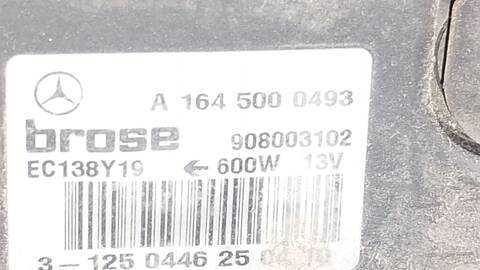 A 164 500 0493
brose 908003102
EC138Y19 ← 600W 13V
3-125 0446 25